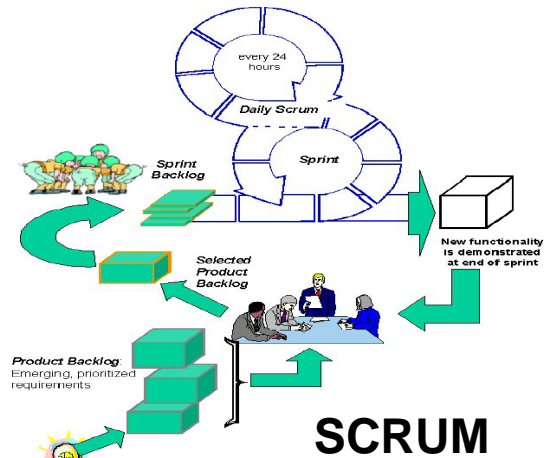 every 24
hours
Daily Scrum
Sprint
Sprint
Backlog
New functionality
is demonstrated
at end of sprint
Selected
Product
Backlog
Product Backlog:
Emerging, prioritized
requirements
SCRUM